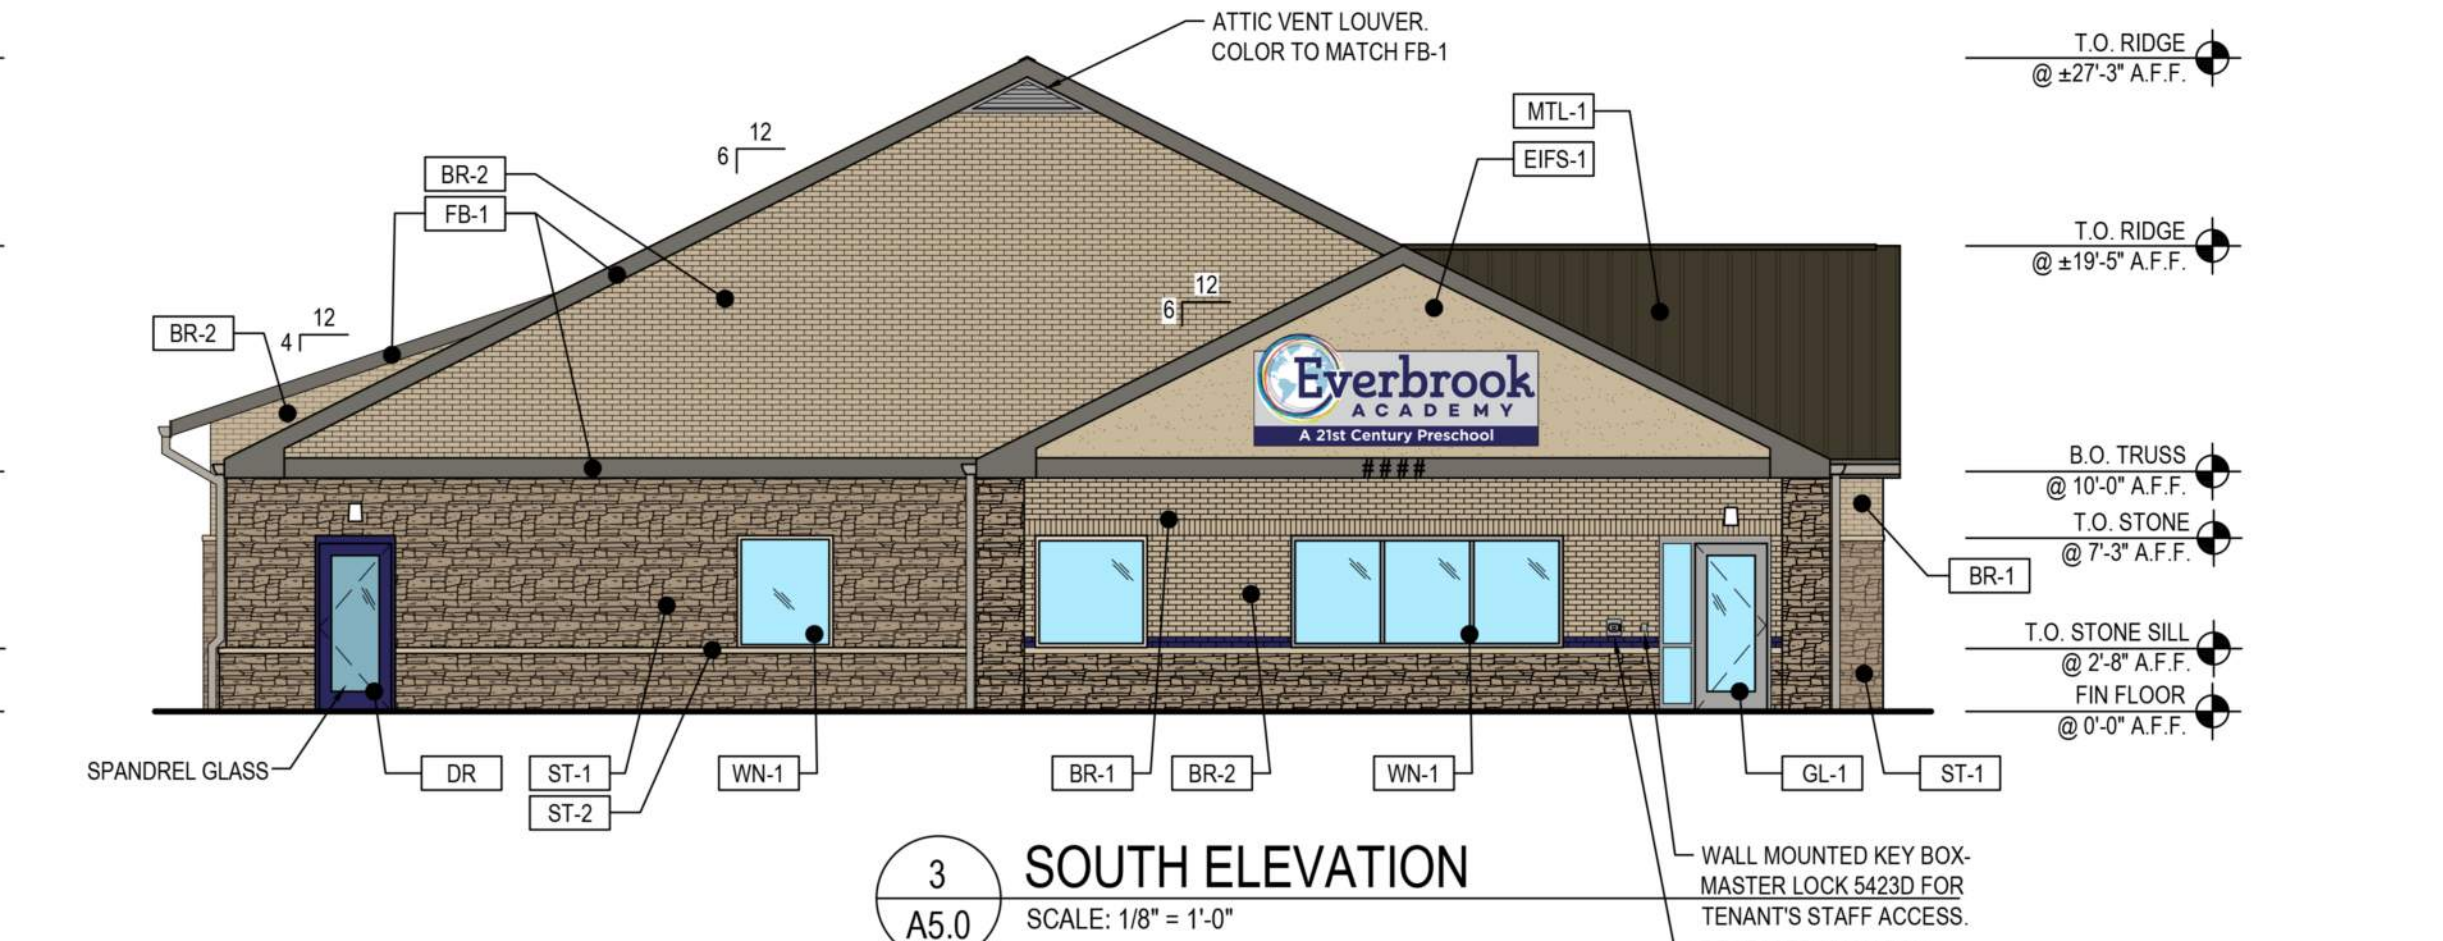 ATTIC VENT LOUVER.
COLOR TO MATCH FB-1
T.O. RIDGE
@ ±27'-3" A.F.F.
MTL-1
EIFS-1
12
6
BR-2
FB-1
T.O. RIDGE
@ ±19'-5" A.F.F.
12
6
12
4
BR-2
Everbrook
ACADEMY
A 21st Century Preschool
####
B.O. TRUSS
@ 10'-0" A.F.F.
T.O. STONE
@ 7'-3" A.F.F.
BR-1
T.O. STONE SILL
@ 2'-8" A.F.F.
FIN FLOOR
@ 0'-0" A.F.F.
SPANDREL GLASS
DR
ST-1
ST-2
WN-1
BR-1
BR-2
WN-1
GL-1
ST-1
3
A5.0
SOUTH ELEVATION
SCALE: 1/8" = 1'-0"
WALL MOUNTED KEY BOX-
MASTER LOCK 5423D FOR
TENANT'S STAFF ACCESS.